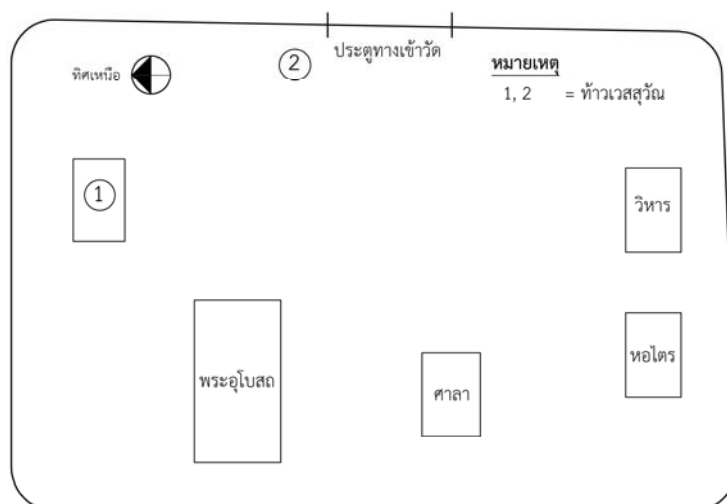 ประตูทางเข้าวัด
ทิศเหนือ
2
หมายเหตุ
1, 2 = ท้าวเวสสุวัณ
1
วิหาร
พระอุโบสถ
ศาลา
หอไตร